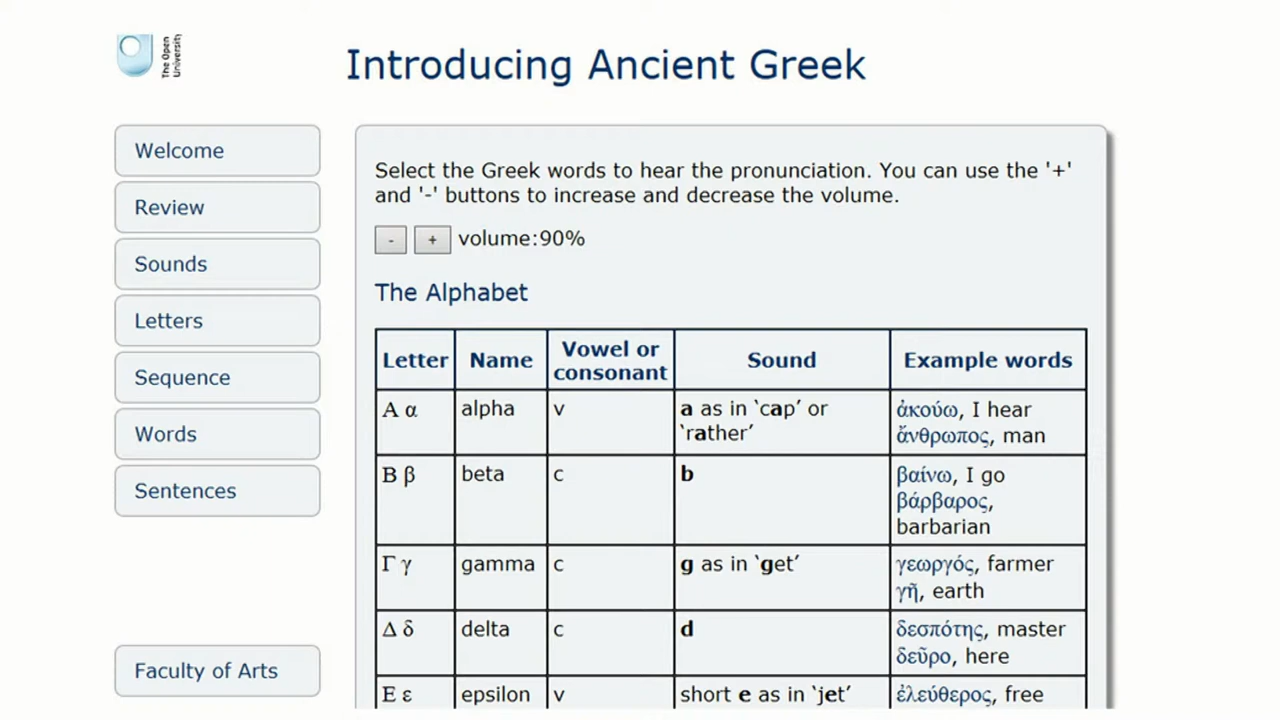 The Open
University
Introducing Ancient Greek
Welcome
Review
Sounds
Letters
Sequence
Words
Sentences
Faculty of Arts
Select the Greek words to hear the pronunciation. You can use the '+'
and '-' buttons to increase and decrease the volume.
- + volume:90%
The Alphabet
Letter Name Vowel or consonant Sound Example words
Α α alpha v a as in ‘cap’ or ‘rather’ ἀκούω, I hear
ἄνθρωπος, man
Β β beta c b βαίνω, I go
βάρβαρος,
barbarian
Γ γ gamma c g as in ‘get’ γεωργός, farmer
γῆ, earth
Δ δ delta c d δεσπότης, master
δεῦρο, here
Ε ε epsilon v short e as in ‘jet’ ἐλεύθερος, free